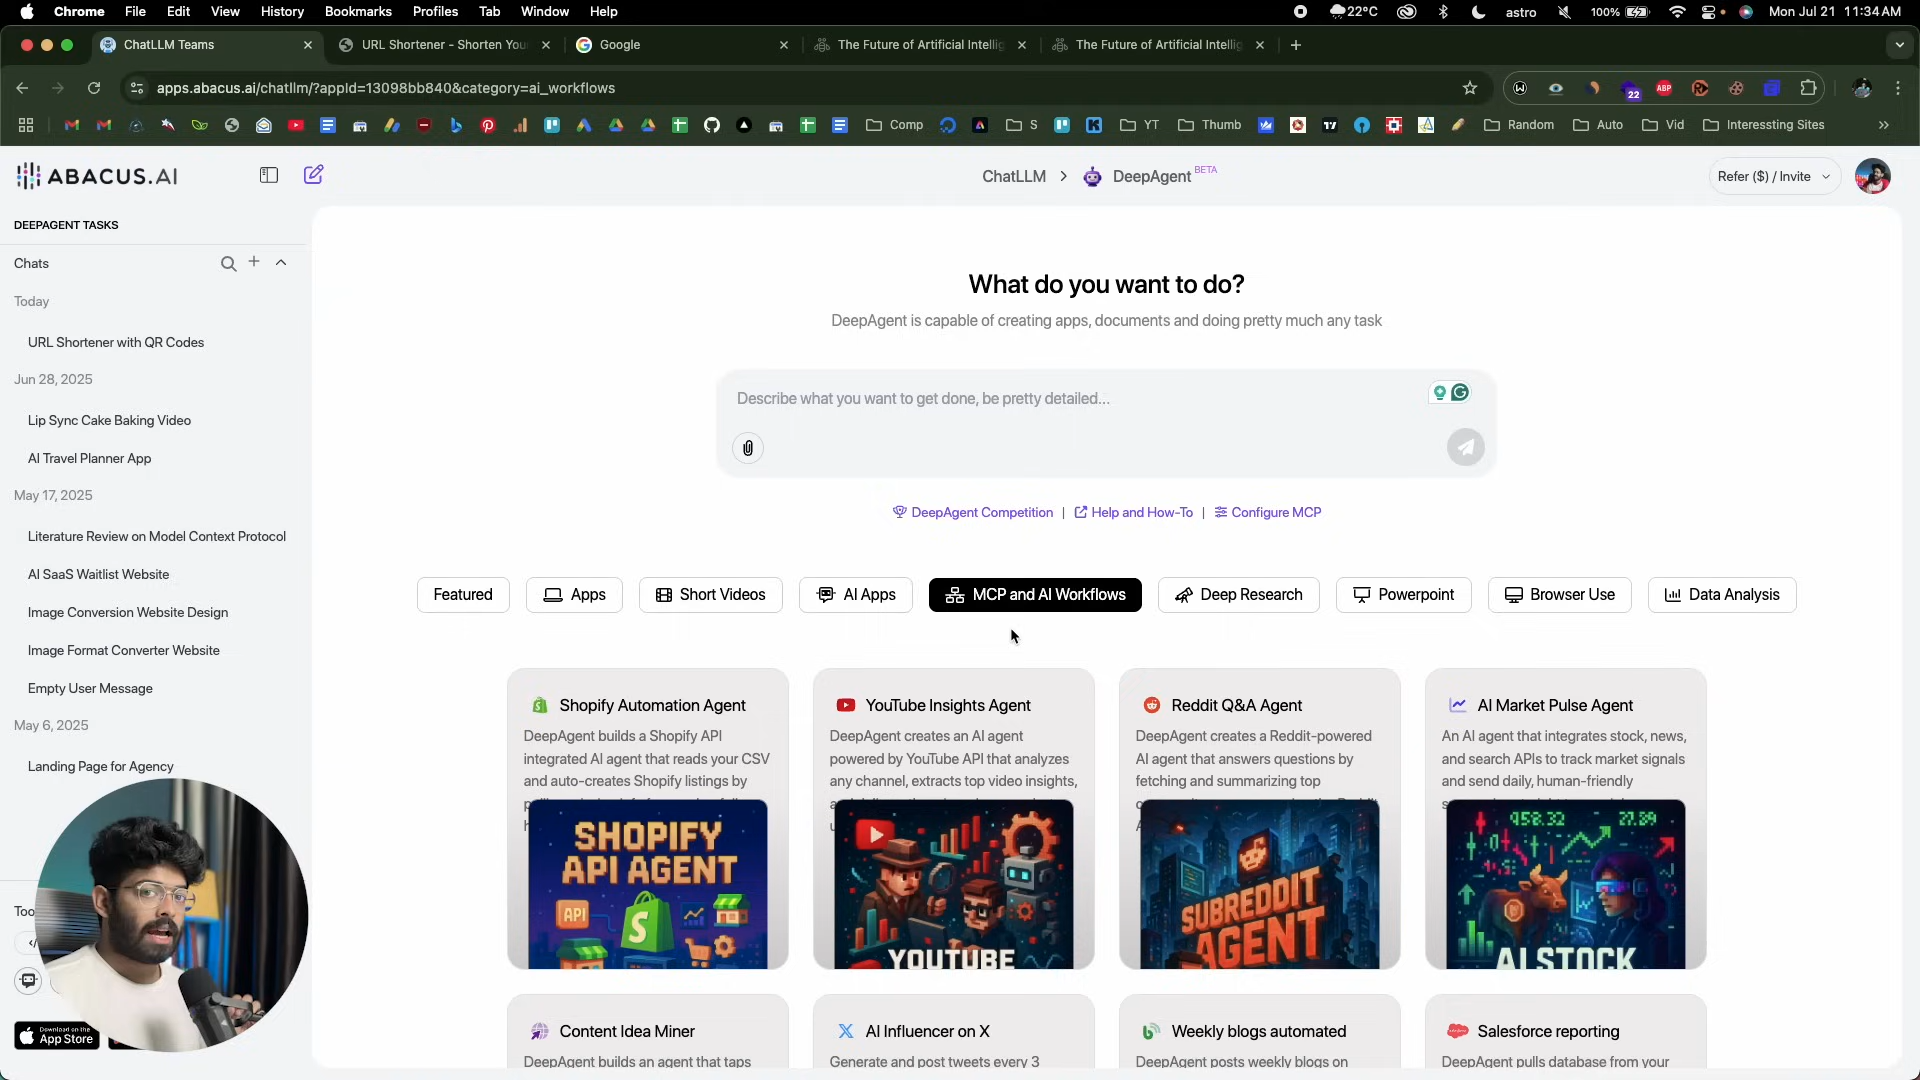 Chrome File Edit View History Bookmarks Profiles Tab Window Help
22°C astro 100% Mon Jul 21 11:34 AM
ChatLLM Teams
URL Shortener - Shorten You
Google
The Future of Artificial Intellig
The Future of Artificial Intellig
apps.abacus.ai/chatllm/?appId=13098bb840&category=ai_workflows
22
ABP
Comp
S
YT
Thumb
Random
Auto
Vid
Interessting Sites
ABACUS.AI
ChatLLM > DeepAgent BETA
Refer ($) / Invite
DEEPAGENT TASKS
Chats
Today
URL Shortener with QR Codes
Jun 28, 2025
Lip Sync Cake Baking Video
AI Travel Planner App
May 17, 2025
Literature Review on Model Context Protocol
AI SaaS Waitlist Website
Image Conversion Website Design
Image Format Converter Website
Empty User Message
May 6, 2025
Landing Page for Agency
Download on the
App Store
What do you want to do?
DeepAgent is capable of creating apps, documents and doing pretty much any task
Describe what you want to get done, be pretty detailed...
DeepAgent Competition | Help and How-To | Configure MCP
Featured
Apps
Short Videos
AI Apps
MCP and AI Workflows
Deep Research
Powerpoint
Browser Use
Data Analysis
Shopify Automation Agent
DeepAgent builds a Shopify API
integrated AI agent that reads your CSV
and auto-creates Shopify listings by
SHOPIFY
API AGENT
API
YouTube Insights Agent
DeepAgent creates an AI agent
powered by YouTube API that analyzes
any channel, extracts top video insights,
YOUTUBE
Reddit Q&A Agent
DeepAgent creates a Reddit-powered
AI agent that answers questions by
fetching and summarizing top
SUBREDDIT
AGENT
AI Market Pulse Agent
An AI agent that integrates stock, news,
and search APIs to track market signals
and send daily, human-friendly
AI STOCK
Content Idea Miner
DeepAgent builds an agent that taps
AI Influencer on X
Generate and post tweets every 3
Weekly blogs automated
DeepAgent posts weekly blogs on
Salesforce reporting
DeepAgent pulls database from your